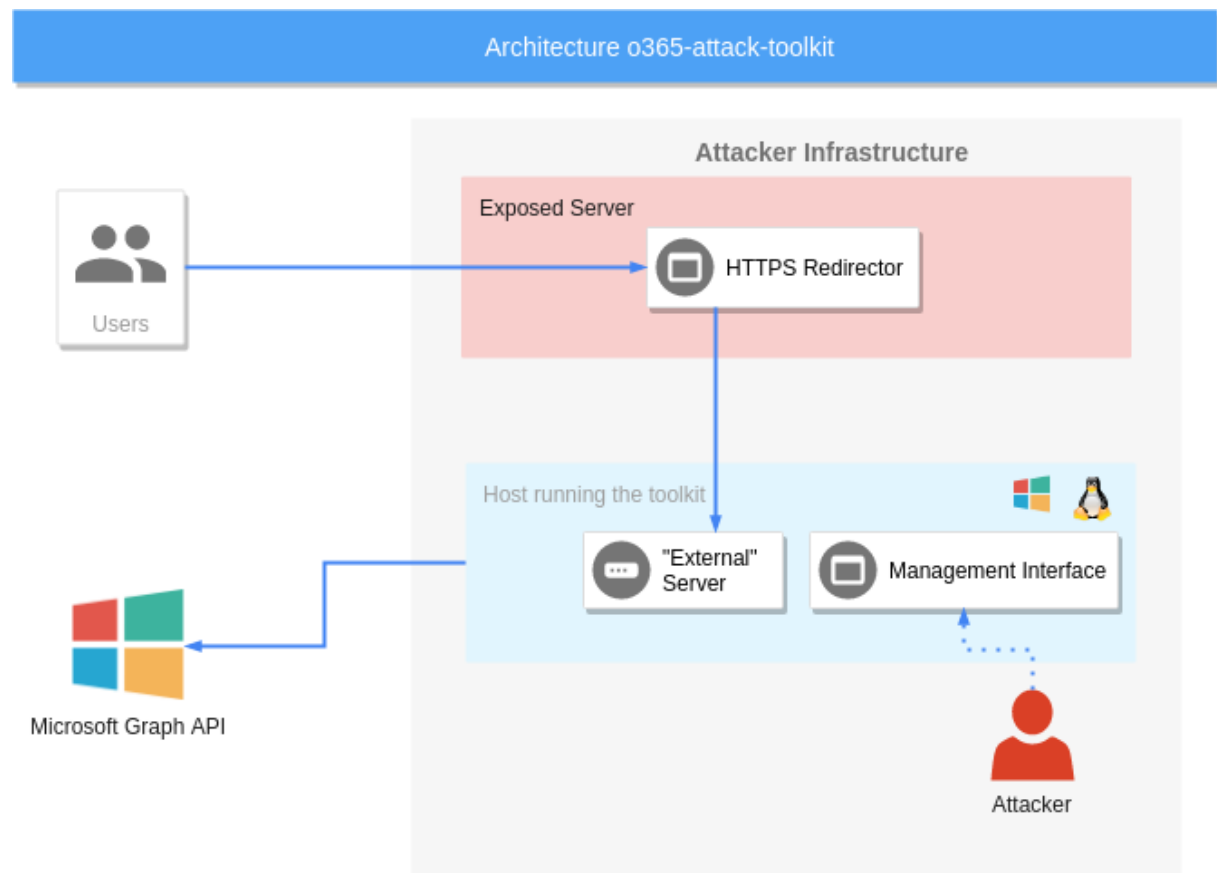 Architecture o365-attack-toolkit
Attacker Infrastructure
Exposed Server
HTTPS Redirector
Users
Host running the toolkit
"External"
Server
Management Interface
Microsoft Graph API
Attacker